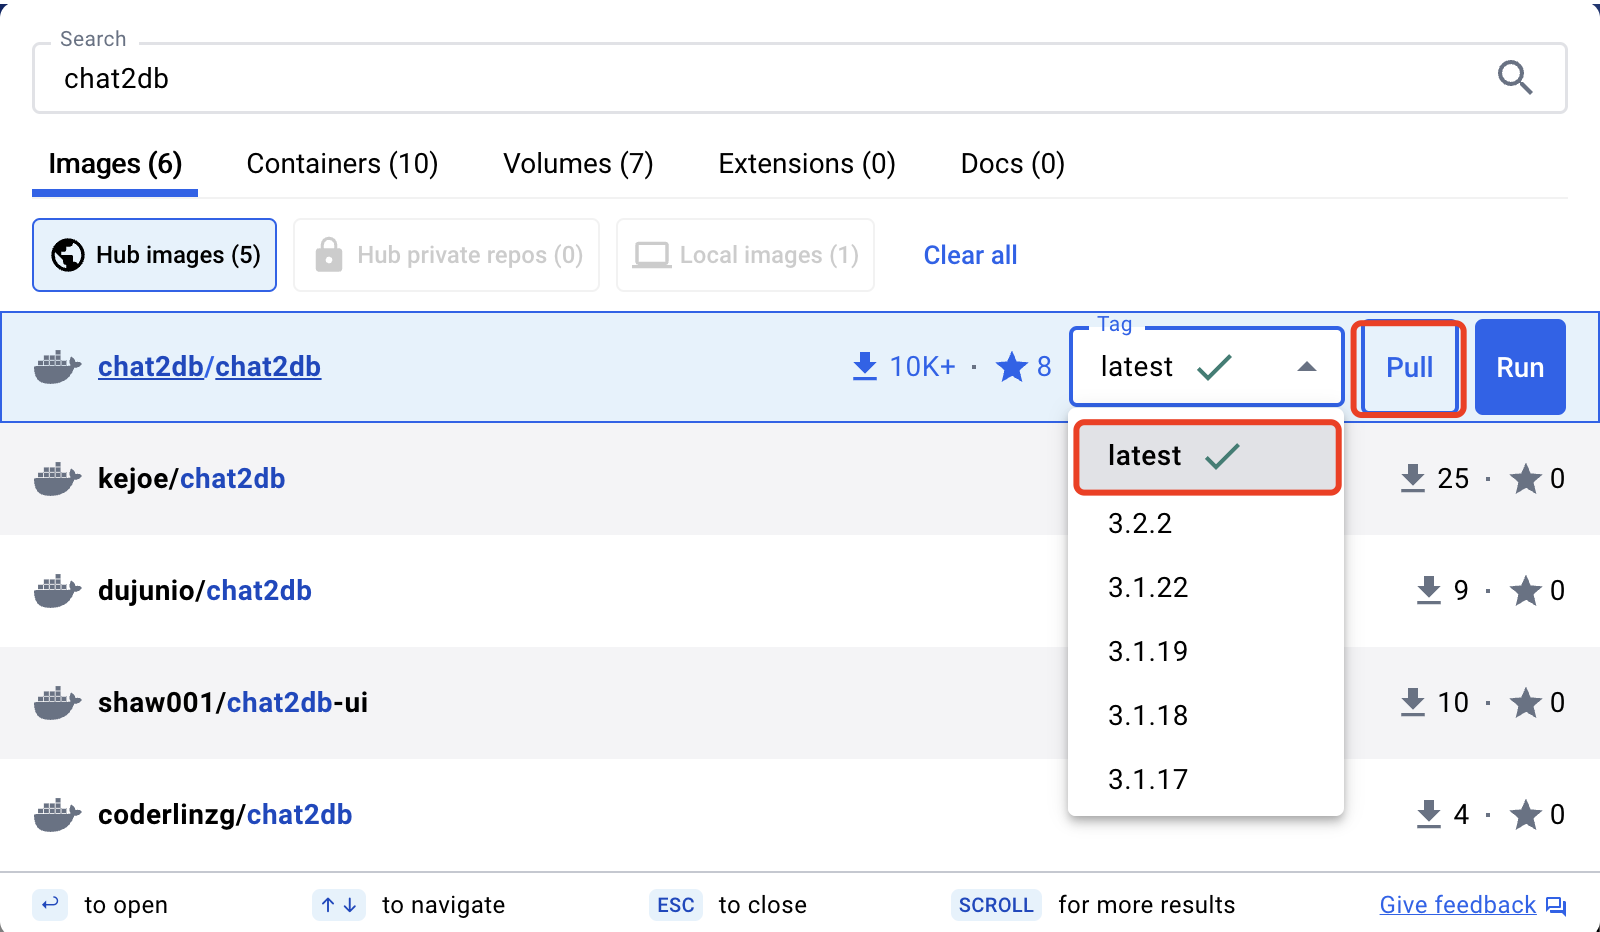 Search
chat2db
Images (6) Containers (10) Volumes (7) Extensions (0) Docs (0)
Hub images (5) Hub private repos (0) Local images (1) Clear all
Tag
chat2db/chat2db 10K+ · 8 latest Pull Run
latest
kejoe/chat2db 25 · 0
3.2.2
3.1.22
dujunio/chat2db 9 · 0
3.1.19
shaw001/chat2db-ui 10 · 0
3.1.18
3.1.17
coderlinzg/chat2db 4 · 0
to open to navigate ESC to close SCROLL for more results Give feedback